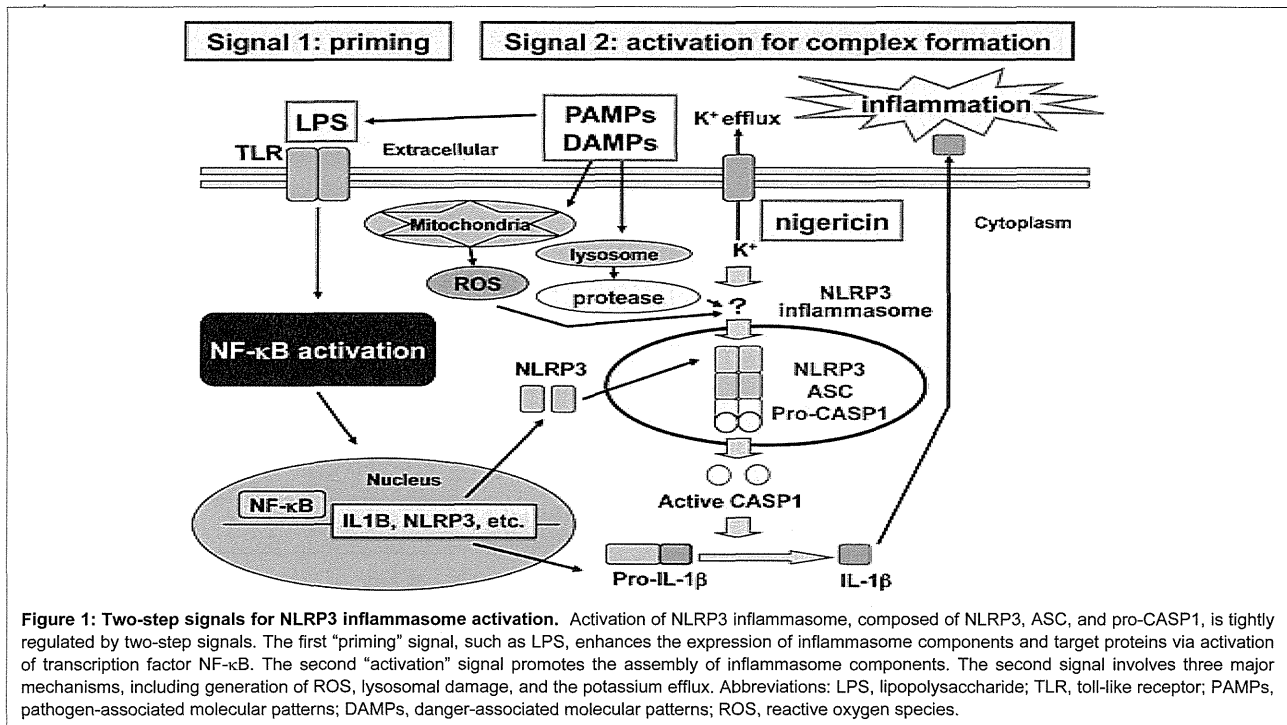 Signal 1: priming
Signal 2: activation for complex formation
inflammation
LPS
PAMPs
DAMPs
K⁺ efflux
TLR
Extracellular
Mitochondria
nigericin
Cytoplasm
lysosome
K⁺
ROS
protease
?
NLRP3
inflammasome
NF-κB activation
NLRP3
NLRP3
ASC
Pro-CASP1
Nucleus
NF-κB
IL1B, NLRP3, etc.
Active CASP1
Pro-IL-1β
IL-1β
Figure 1: Two-step signals for NLRP3 inflammasome activation. Activation of NLRP3 inflammasome, composed of NLRP3, ASC, and pro-CASP1, is tightly
regulated by two-step signals. The first “priming” signal, such as LPS, enhances the expression of inflammasome components and target proteins via activation
of transcription factor NF-κB. The second “activation” signal promotes the assembly of inflammasome components. The second signal involves three major
mechanisms, including generation of ROS, lysosomal damage, and the potassium efflux. Abbreviations: LPS, lipopolysaccharide; TLR, toll-like receptor; PAMPs,
pathogen-associated molecular patterns; DAMPs, danger-associated molecular patterns; ROS, reactive oxygen species.